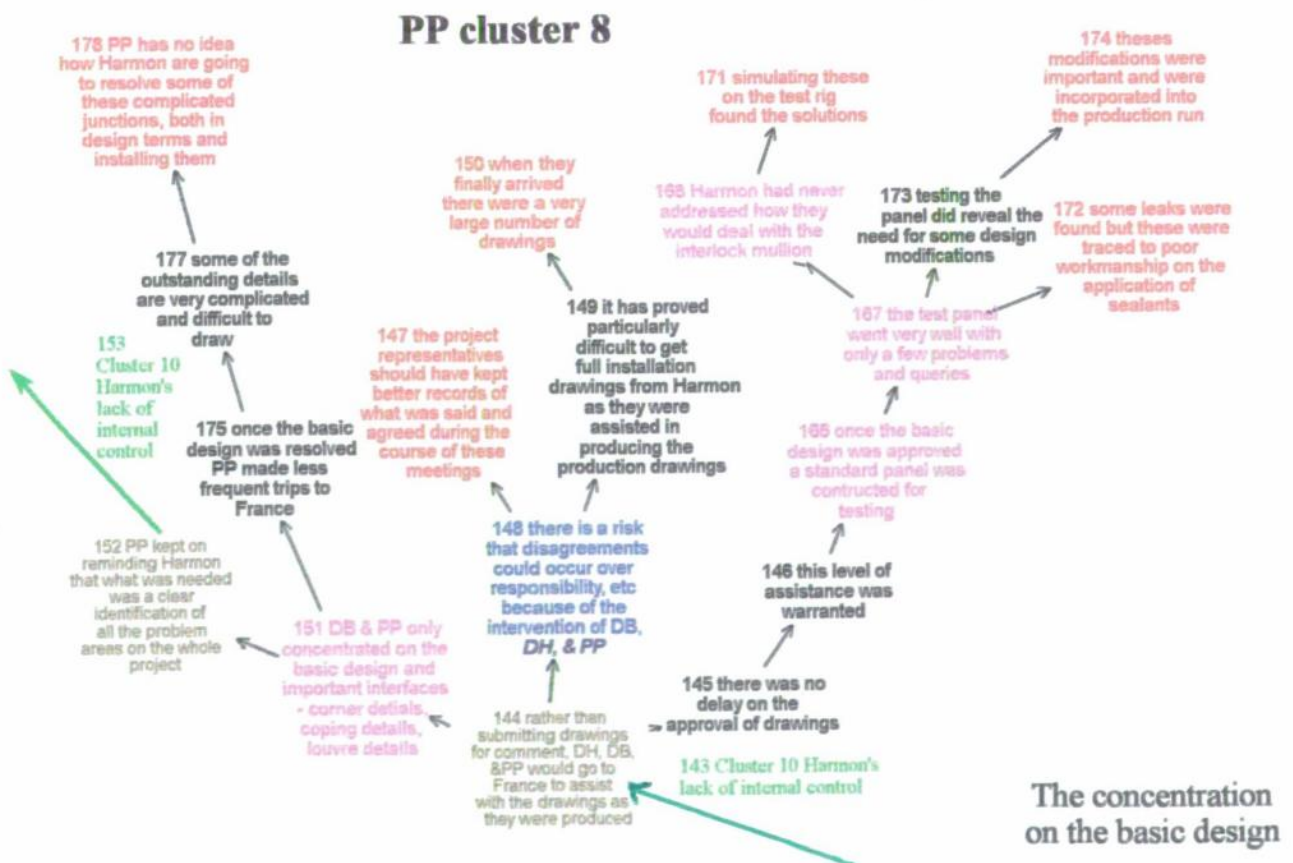 PP cluster 8
178 PP has no idea
how Harmon are going
to resolve some of
these complicated
junctions, both in
design terms and
installing them
177 some of the
outstanding details
are very complicated
and difficult to
draw
153
Cluster 10
Harmon's
lack of
internal
control
175 once the basic
design was resolved
PP made less
frequent trips to
France
152 PP kept on
reminding Harmon
that what was needed
was a clear
identification of
all the problem
areas on the whole
project
151 DB & PP only
concentrated on the
basic design and
important interfaces
- corner detials,
coping details,
louvre details
150 when they
finally arrived
there were a very
large number of
drawings
147 the project
representatives
should have kept
better records of
what was said and
agreed during the
course of these
meetings
149 it has proved
particularly
difficult to get
full installation
drawings from Harmon
as they were
assisted in
producing the
production drawings
148 there is a risk
that disagreements
could occur over
responsibility, etc
because of the
intervention of DB,
DH, & PP
144 rather than
submitting drawings
for comment, DH, DB,
&PP would go to
France to assist
with the drawings as
they were produced
171 simulating these
on the test rig
found the solutions
168 Harmon had never
addressed how they
would deal with the
interlock mullion
174 theses
modifications were
important and were
incorporated into
the production run
173 testing the
panel did reveal the
need for some design
modifications
172 some leaks were
found but these were
traced to poor
workmanship on the
application of
sealants
167 the test panel
went very well with
only a few problems
and queries
165 once the basic
design was approved
a standard panel was
contructed for
testing
146 this level of
assistance was
warranted
145 there was no
delay on the
approval of drawings
143 Cluster 10 Harmon's
lack of internal control
The concentration
on the basic design